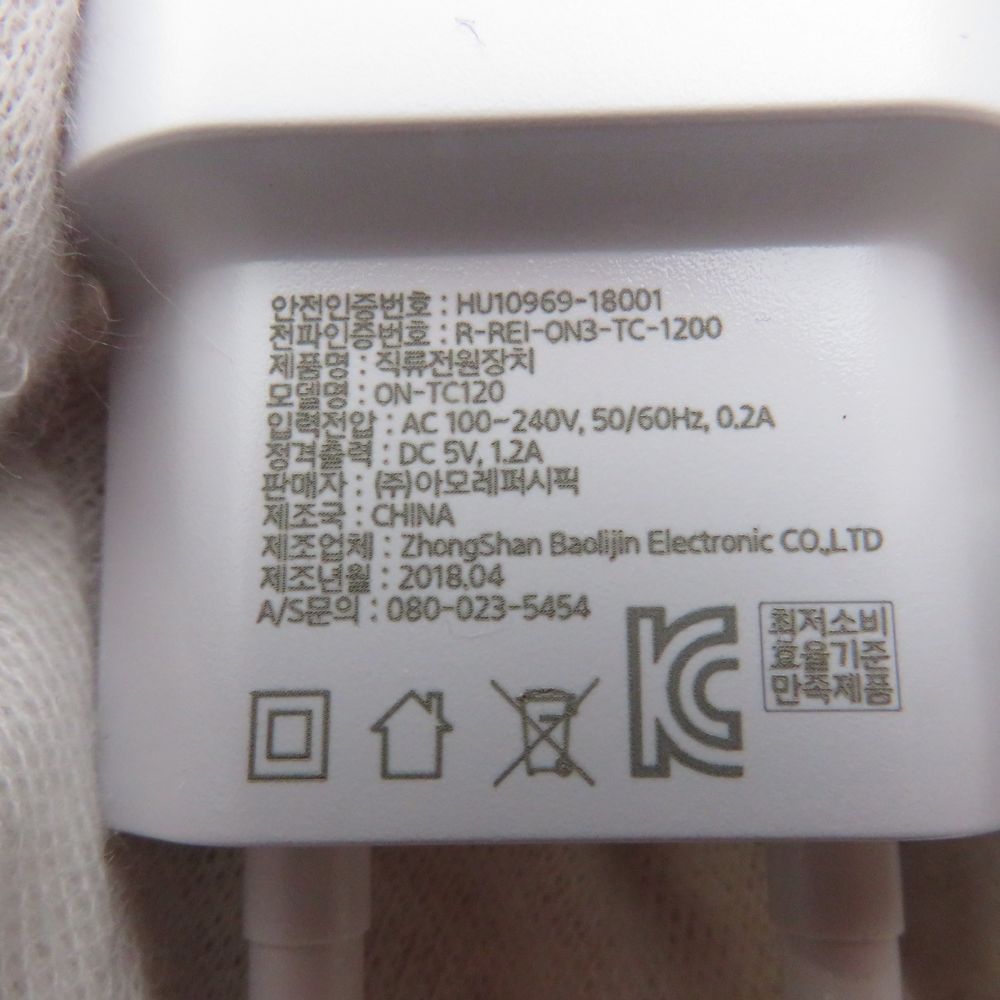 안전인증번호 : HU10969-18001
전파인증번호 : R-REI-ON3-TC-1200
제품명 : 직류전원장치
모델명 : ON-TC120
입력전압 : AC 100~240V, 50/60Hz, 0.2A
정격출력 : DC 5V, 1.2A
판매자 : (주)아모레퍼시픽
제조국 : CHINA
제조업체 : ZhongShan Baolijin Electronic CO.,LTD
제조년월 : 2018.04
A/S문의 : 080-023-5454
최저소비
효율기준
만족제품